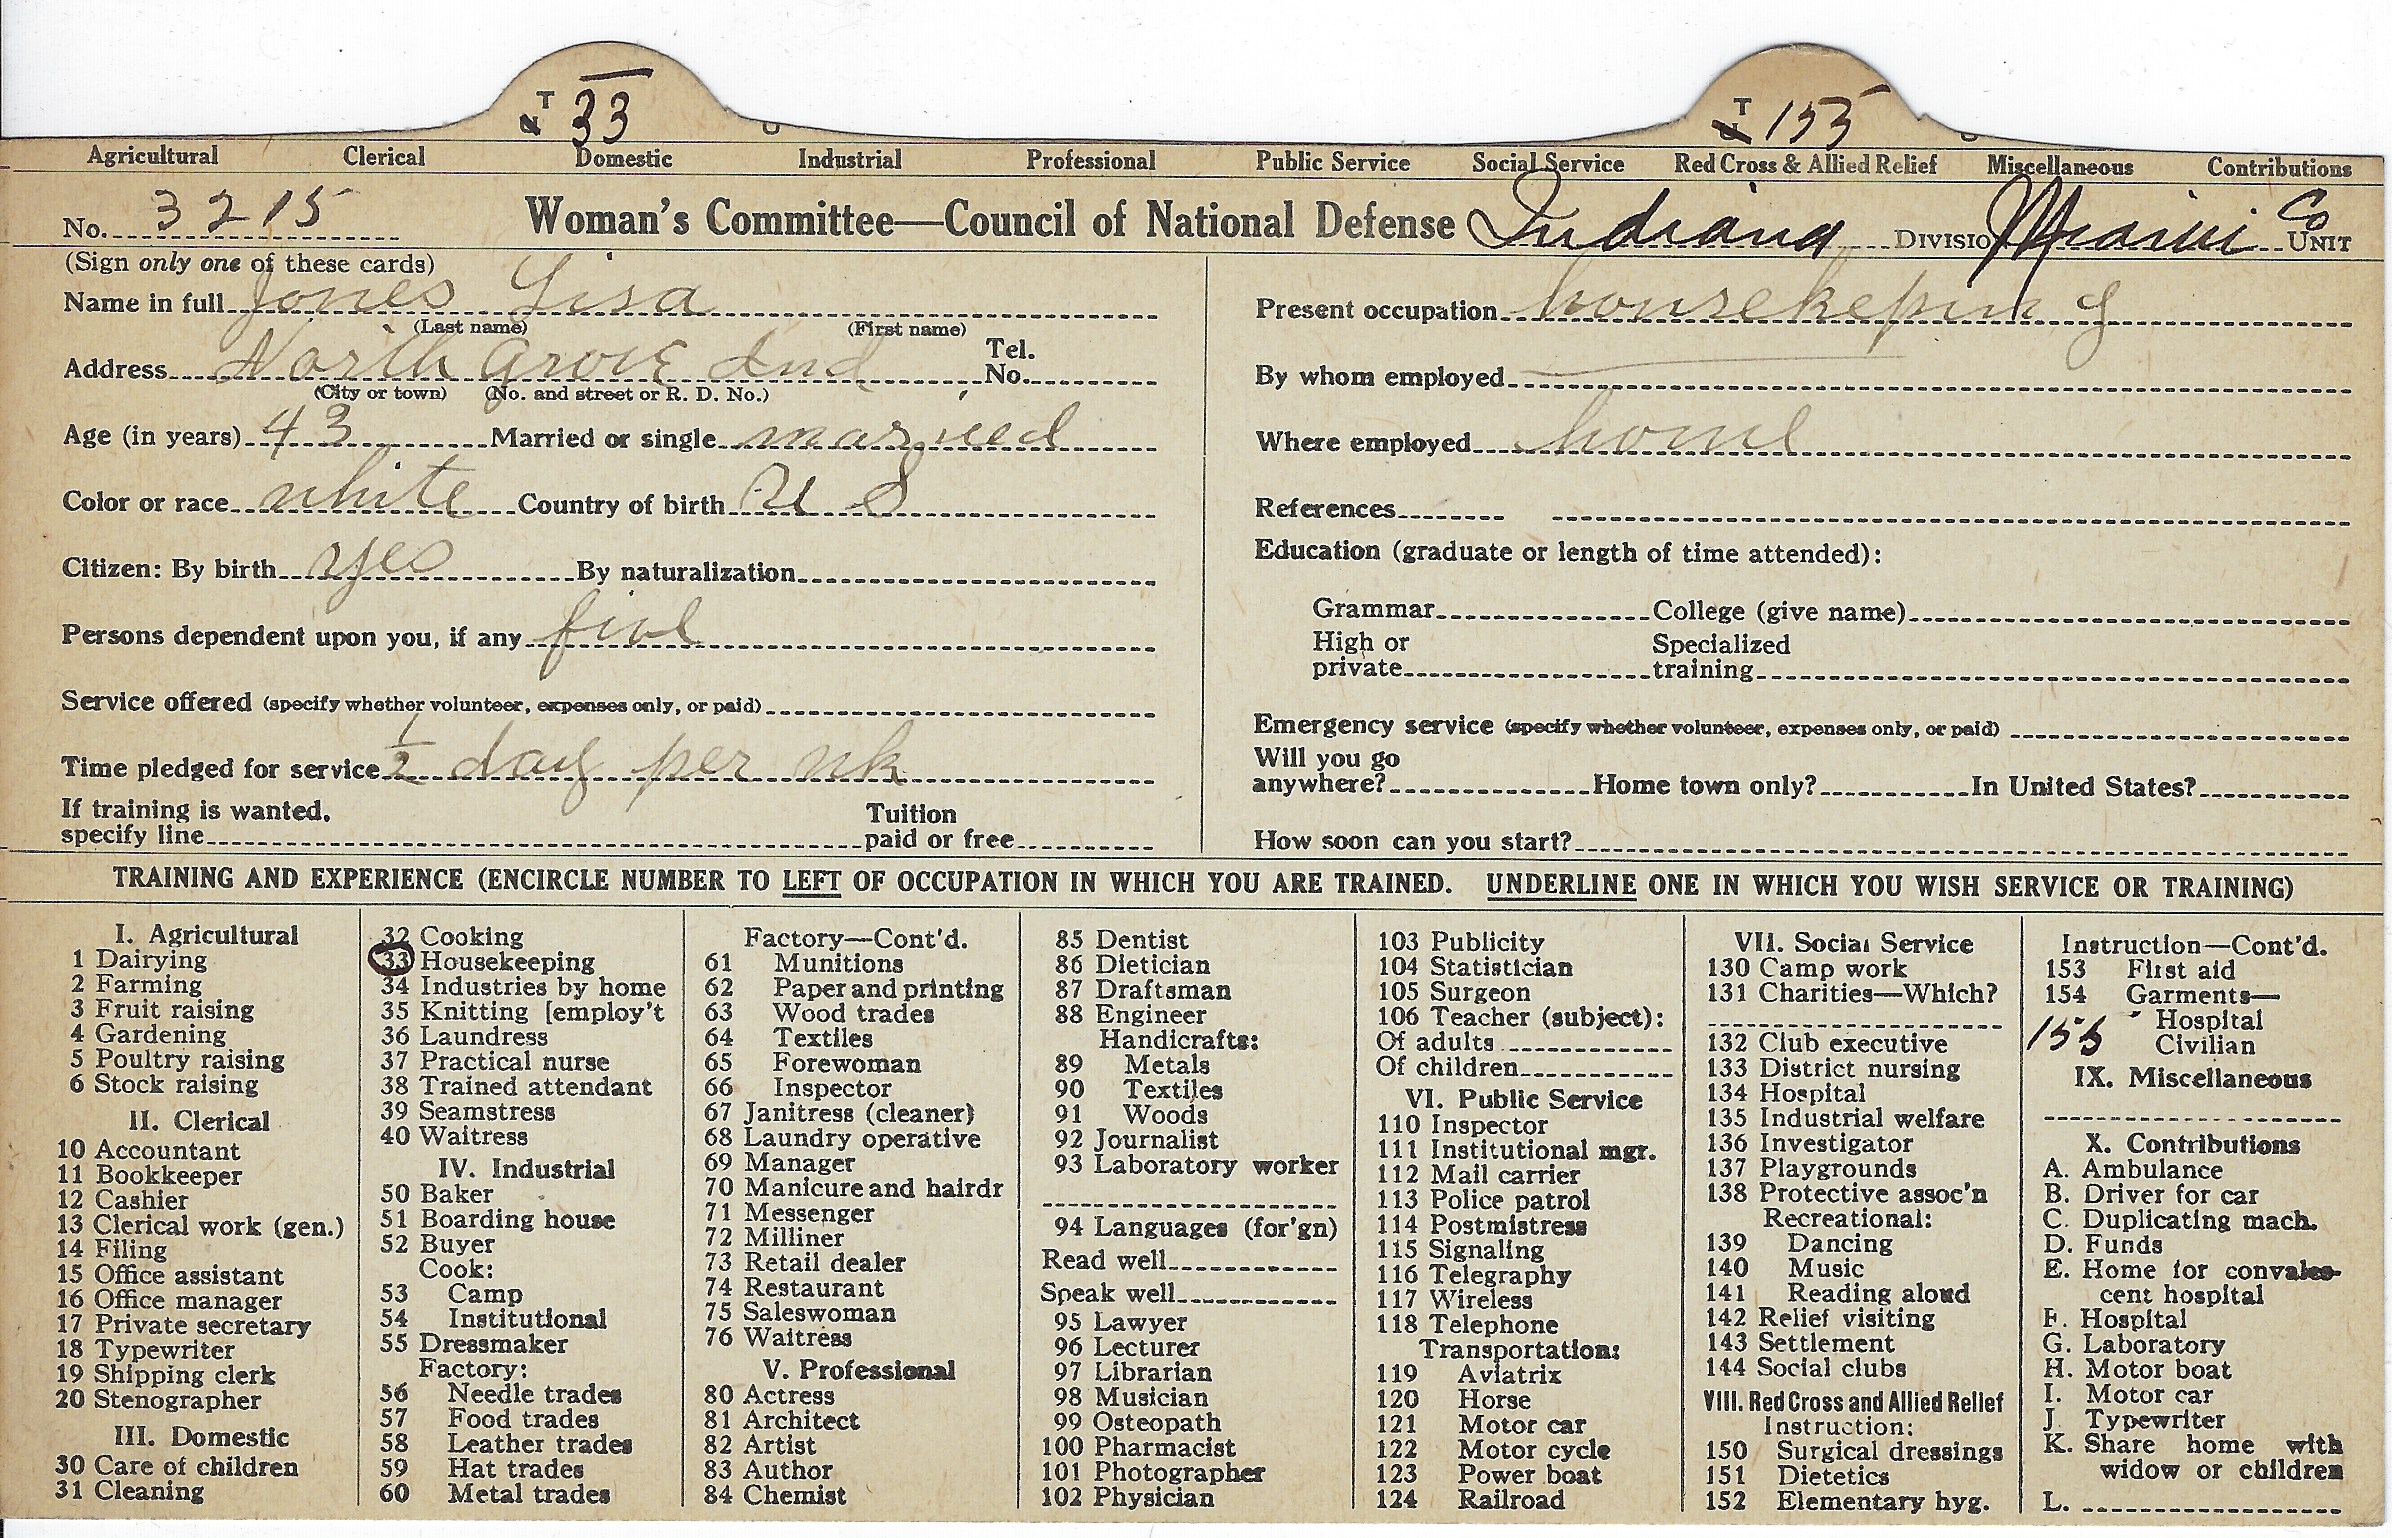 T 33
T 155
Agricultural Clerical Domestic Industrial Professional Public Service Social Service Red Cross & Allied Relief Miscellaneous Contributions
No. 3215 Woman's Committee—Council of National Defense Indiana DIVISIO Miami Co UNIT
(Sign only one of these cards)
Name in full Jones Lisa
(Last name) (First name)
Address North Grove Ind Tel. No.
(City or town) (No. and street or R. D. No.)
Age (in years) 43 Married or single married
Color or race white Country of birth U S
Citizen: By birth yes By naturalization
Persons dependent upon you, if any five
Service offered (specify whether volunteer, expenses only, or paid)
Time pledged for service 1/2 day per wk
If training is wanted, specify line Tuition paid or free
Present occupation housekeping
By whom employed
Where employed home
References
Education (graduate or length of time attended):
Grammar College (give name)
High or private Specialized training
Emergency service (specify whether volunteer, expenses only, or paid)
Will you go anywhere? Home town only? In United States?
How soon can you start?
TRAINING AND EXPERIENCE (ENCIRCLE NUMBER TO LEFT OF OCCUPATION IN WHICH YOU ARE TRAINED. UNDERLINE ONE IN WHICH YOU WISH SERVICE OR TRAINING)
I. Agricultural
1 Dairying
2 Farming
3 Fruit raising
4 Gardening
5 Poultry raising
6 Stock raising
II. Clerical
10 Accountant
11 Bookkeeper
12 Cashier
13 Clerical work (gen.)
14 Filing
15 Office assistant
16 Office manager
17 Private secretary
18 Typewriter
19 Shipping clerk
20 Stenographer
III. Domestic
30 Care of children
31 Cleaning
32 Cooking
33 Housekeeping
34 Industries by home
35 Knitting [employ't
36 Laundress
37 Practical nurse
38 Trained attendant
39 Seamstress
40 Waitress
IV. Industrial
50 Baker
51 Boarding house
52 Buyer
Cook:
53 Camp
54 Institutional
55 Dressmaker
Factory:
56 Needle trades
57 Food trades
58 Leather trades
59 Hat trades
60 Metal trades
Factory—Cont'd.
61 Munitions
62 Paper and printing
63 Wood trades
64 Textiles
65 Forewoman
66 Inspector
67 Janitress (cleaner)
68 Laundry operative
69 Manager
70 Manicure and hairdr
71 Messenger
72 Milliner
73 Retail dealer
74 Restaurant
75 Saleswoman
76 Waitress
V. Professional
80 Actress
81 Architect
82 Artist
83 Author
84 Chemist
85 Dentist
86 Dietician
87 Draftsman
88 Engineer
Handicrafts:
89 Metals
90 Textiles
91 Woods
92 Journalist
93 Laboratory worker
94 Languages (for'gn)
Read well
Speak well
95 Lawyer
96 Lecturer
97 Librarian
98 Musician
99 Osteopath
100 Pharmacist
101 Photographer
102 Physician
103 Publicity
104 Statistician
105 Surgeon
106 Teacher (subject):
Of adults
Of children
VI. Public Service
110 Inspector
111 Institutional mgr.
112 Mail carrier
113 Police patrol
114 Postmistress
115 Signaling
116 Telegraphy
117 Wireless
118 Telephone
Transportation:
119 Aviatrix
120 Horse
121 Motor car
122 Motor cycle
123 Power boat
124 Railroad
VII. Social Service
130 Camp work
131 Charities—Which?
132 Club executive
133 District nursing
134 Hospital
135 Industrial welfare
136 Investigator
137 Playgrounds
138 Protective assoc'n
Recreational:
139 Dancing
140 Music
141 Reading aloud
142 Relief visiting
143 Settlement
144 Social clubs
VIII. Red Cross and Allied Relief
Instruction:
150 Surgical dressings
151 Dietetics
152 Elementary hyg.
Instruction—Cont'd.
153 First aid
154 Garments—
Hospital
155 Civilian
IX. Miscellaneous
X. Contributions
A. Ambulance
B. Driver for car
C. Duplicating mach.
D. Funds
E. Home for convales-
cent hospital
F. Hospital
G. Laboratory
H. Motor boat
I. Motor car
J. Typewriter
K. Share home with
widow or children
L.